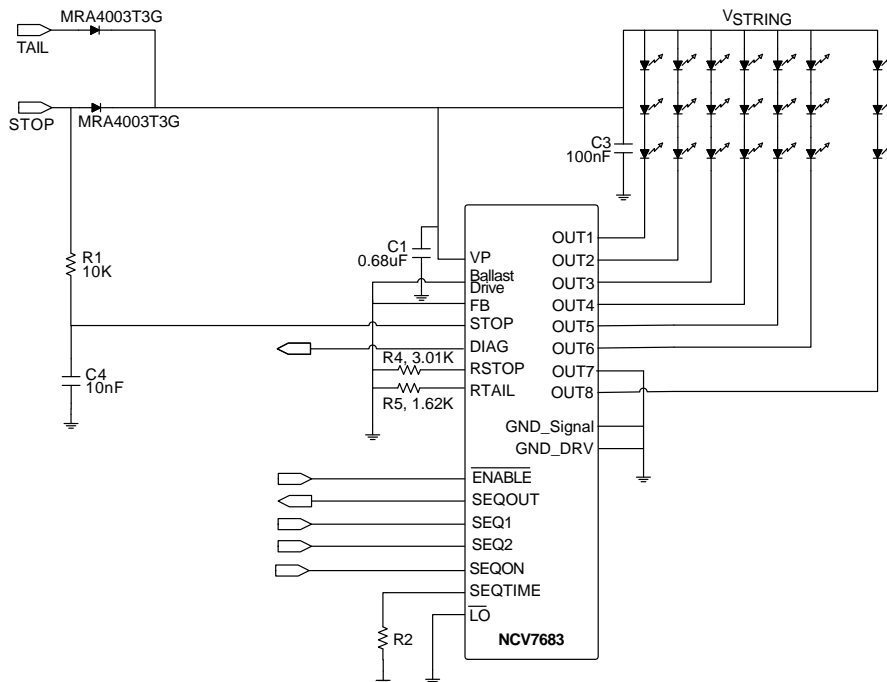 MRA4003T3G
TAIL
STOP
MRA4003T3G
VSTRING
C3
100nF
R1
10K
C1
0.68uF
C4
10nF
R4, 3.01K
R5, 1.62K
R2
VP
Ballast
Drive
FB
STOP
DIAG
RSTOP
RTAIL
ENABLE
SEQOUT
SEQ1
SEQ2
SEQON
SEQTIME
LO
OUT1
OUT2
OUT3
OUT4
OUT5
OUT6
OUT7
OUT8
GND_Signal
GND_DRV
NCV7683